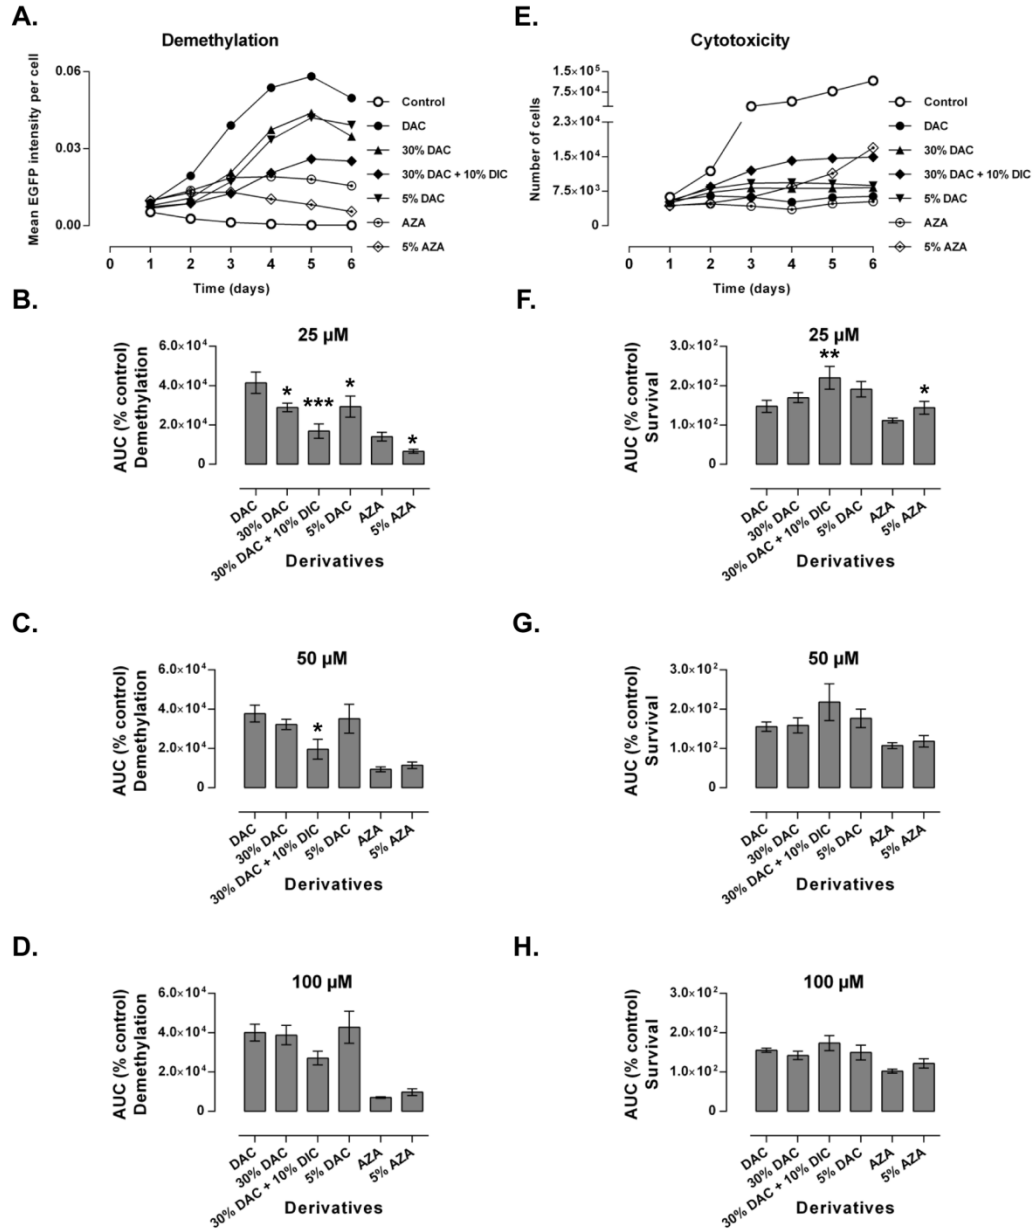 A.
Demethylation
Mean EGFP intensity per cell
0.06
0.03
0.00
0 1 2 3 4 5 6
Time (days)
Control
DAC
30% DAC
30% DAC + 10% DIC
5% DAC
AZA
5% AZA
E.
Cytotoxicity
Number of cells
1.5×10⁵
7.5×10⁴
2.3×10⁴
1.5×10⁴
7.5×10³
0
0 1 2 3 4 5 6
Time (days)
Control
DAC
30% DAC
30% DAC + 10% DIC
5% DAC
AZA
5% AZA
B.
25 µM
AUC (% control)
Demethylation
6.0×10⁴
4.0×10⁴
2.0×10⁴
0
* *** * *
DAC
30% DAC
30% DAC + 10% DIC
5% DAC
AZA
5% AZA
Derivatives
F.
25 µM
AUC (% control)
Survival
3.0×10²
2.0×10²
1.0×10²
0
** *
DAC
30% DAC
30% DAC + 10% DIC
5% DAC
AZA
5% AZA
Derivatives
C.
50 µM
AUC (% control)
Demethylation
6.0×10⁴
4.0×10⁴
2.0×10⁴
0
*
DAC
30% DAC
30% DAC + 10% DIC
5% DAC
AZA
5% AZA
Derivatives
G.
50 µM
AUC (% control)
Survival
3.0×10²
2.0×10²
1.0×10²
0
DAC
30% DAC
30% DAC + 10% DIC
5% DAC
AZA
5% AZA
Derivatives
D.
100 µM
AUC (% control)
Demethylation
6.0×10⁴
4.0×10⁴
2.0×10⁴
0
DAC
30% DAC
30% DAC + 10% DIC
5% DAC
AZA
5% AZA
Derivatives
H.
100 µM
AUC (% control)
Survival
3.0×10²
2.0×10²
1.0×10²
0
DAC
30% DAC
30% DAC + 10% DIC
5% DAC
AZA
5% AZA
Derivatives